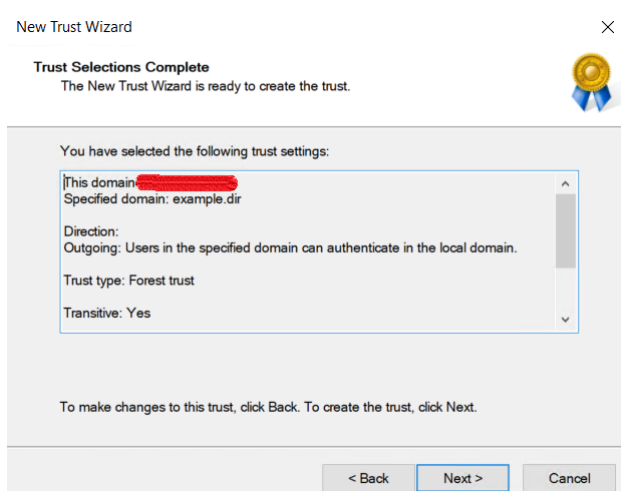 New Trust Wizard
Trust Selections Complete
The New Trust Wizard is ready to create the trust.
You have selected the following trust settings:
This domain
Specified domain: example.dir
Direction:
Outgoing: Users in the specified domain can authenticate in the local domain.
Trust type: Forest trust
Transitive: Yes
To make changes to this trust, click Back. To create the trust, click Next.
< Back Next > Cancel